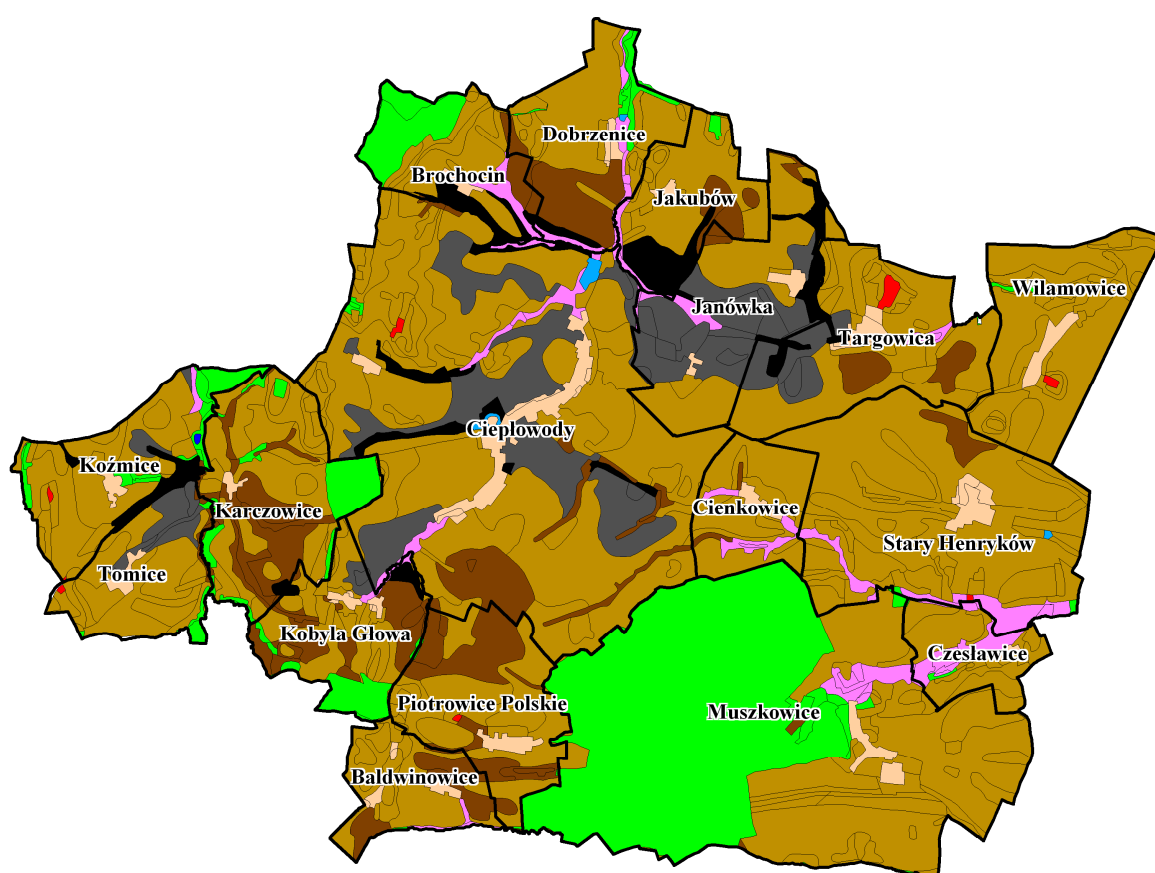 Dobrzenice
Brochocin
Jakubów
Wilamowice
Janówka
Targowica
Ciepłowody
Koźmice
Karczowice
Cienkowice
Stary Henryków
Tomice
Kobyla Głowa
Czesławice
Piotrowice Polskie
Muszkowice
Baldwinowice